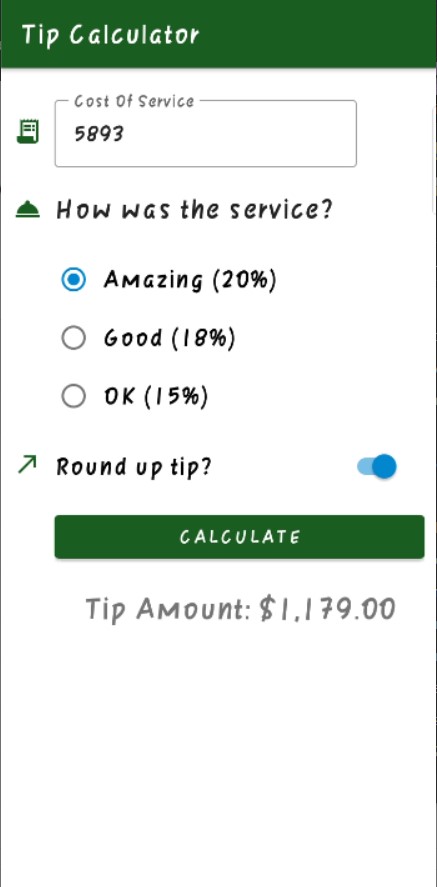 Tip Calculator
Cost Of Service
5893
How was the service?
Amazing (20%)
Good (18%)
OK (15%)
Round up tip?
CALCULATE
Tip Amount: $1,179.00